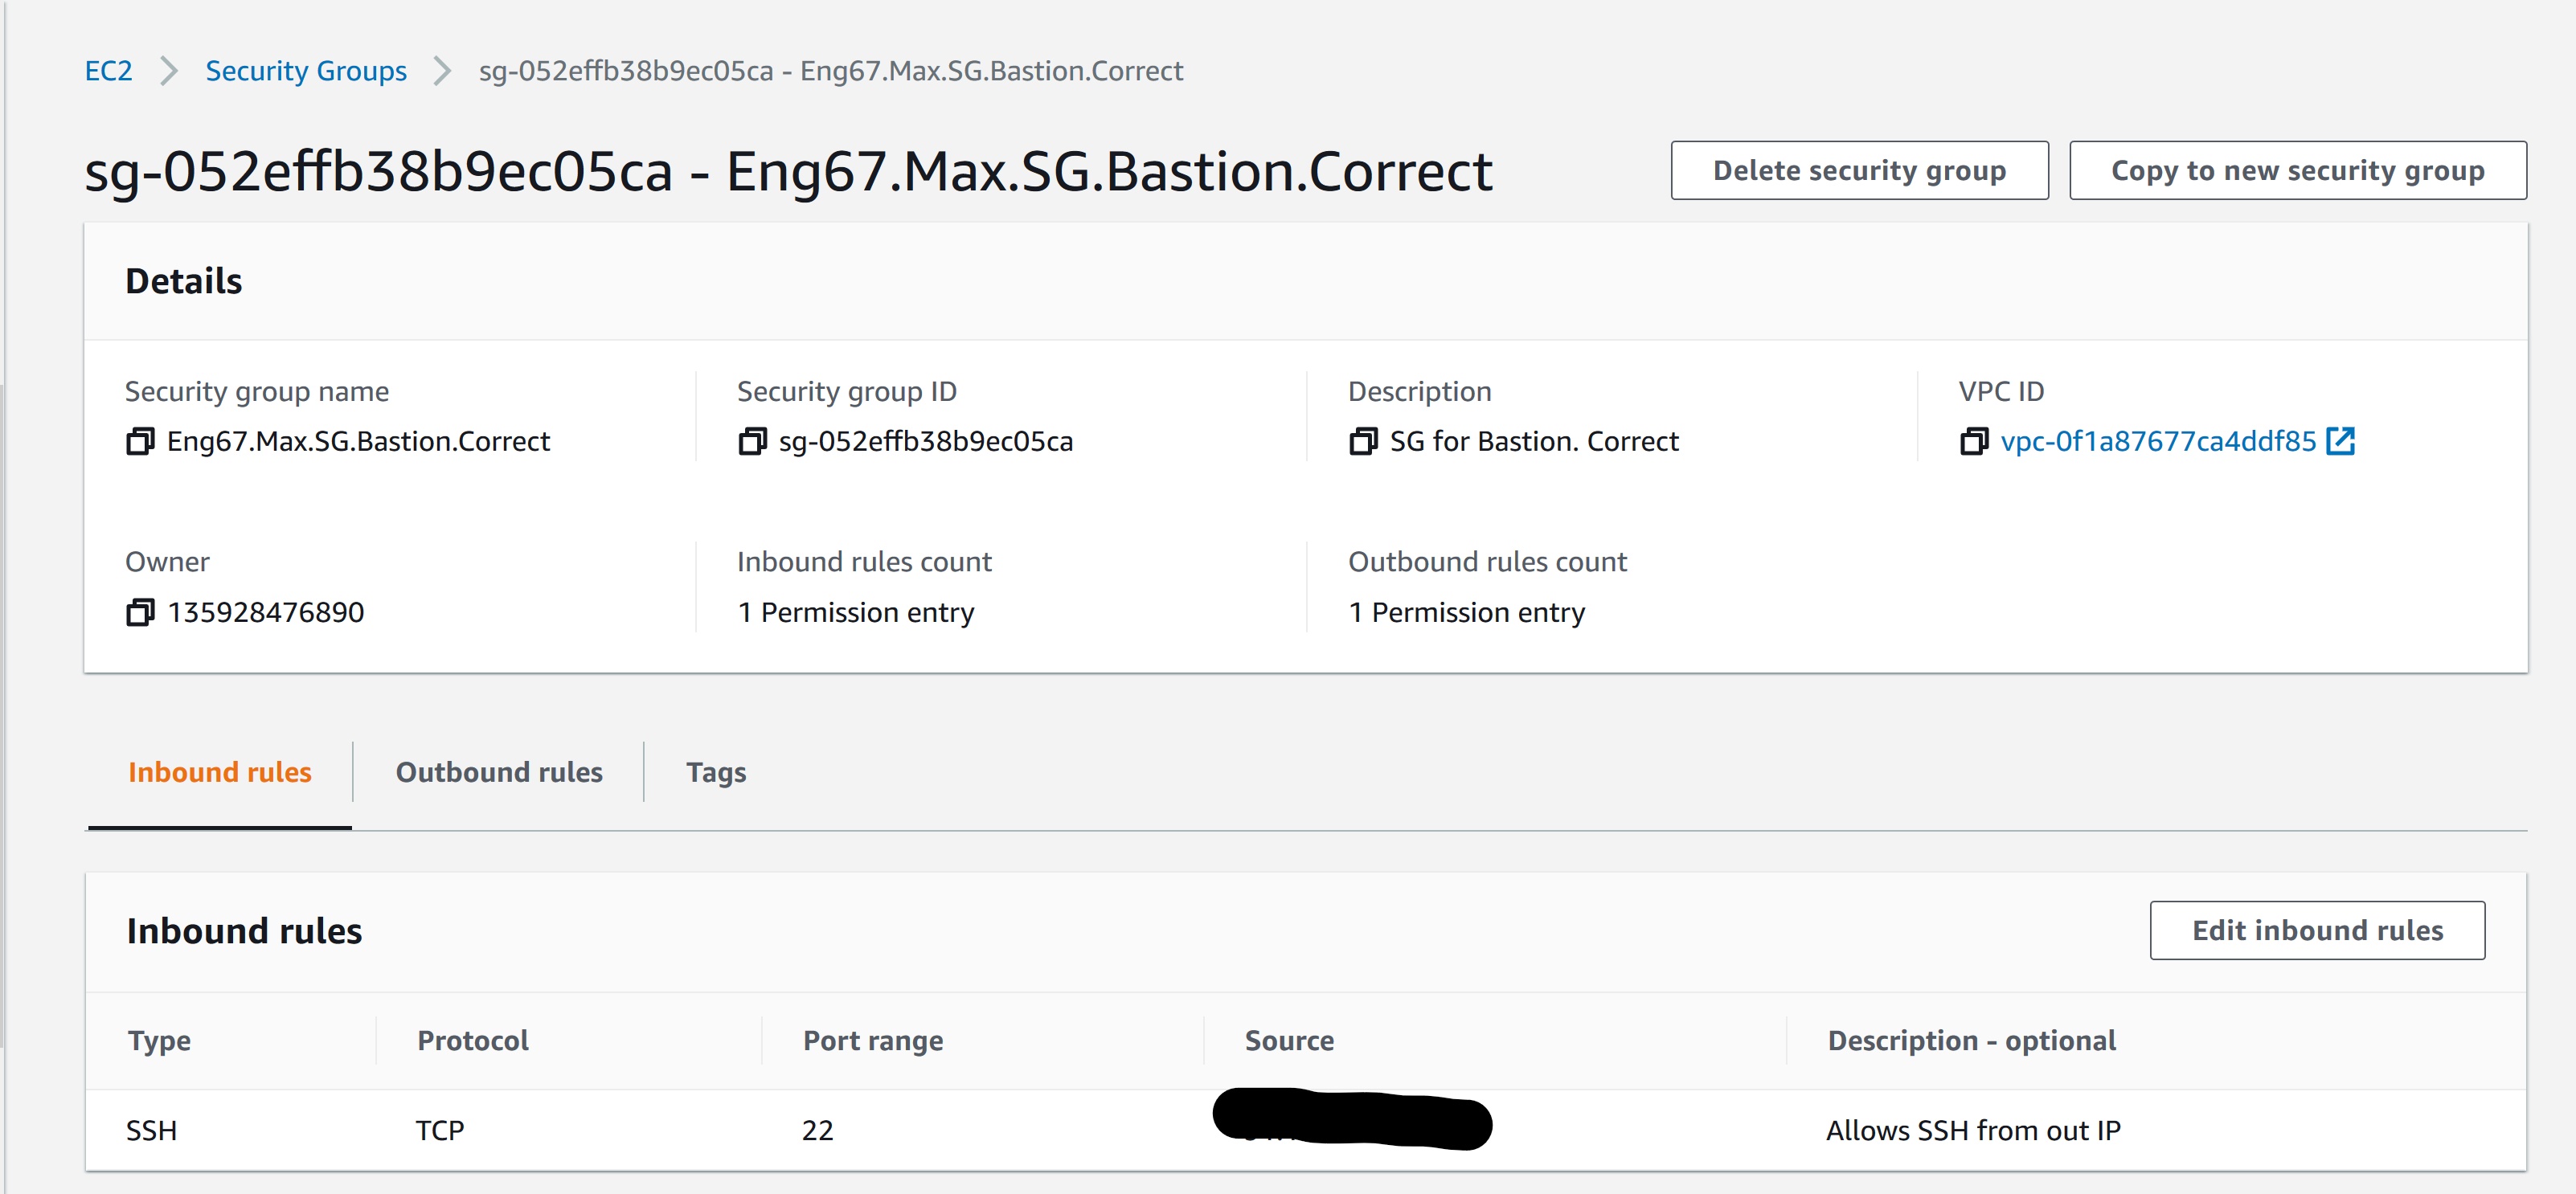 EC2 Security Groups sg-052effb38b9ec05ca - Eng67.Max.SG.Bastion.Correct
sg-052effb38b9ec05ca - Eng67.Max.SG.Bastion.Correct Delete security group Copy to new security group
Details
Security group name Security group ID Description VPC ID
Eng67.Max.SG.Bastion.Correct sg-052effb38b9ec05ca SG for Bastion. Correct vpc-0f1a87677ca4ddf85
Owner Inbound rules count Outbound rules count
135928476890 1 Permission entry 1 Permission entry
Inbound rules Outbound rules Tags
Inbound rules Edit inbound rules
Type Protocol Port range Source Description - optional
SSH TCP 22 Allows SSH from out IP